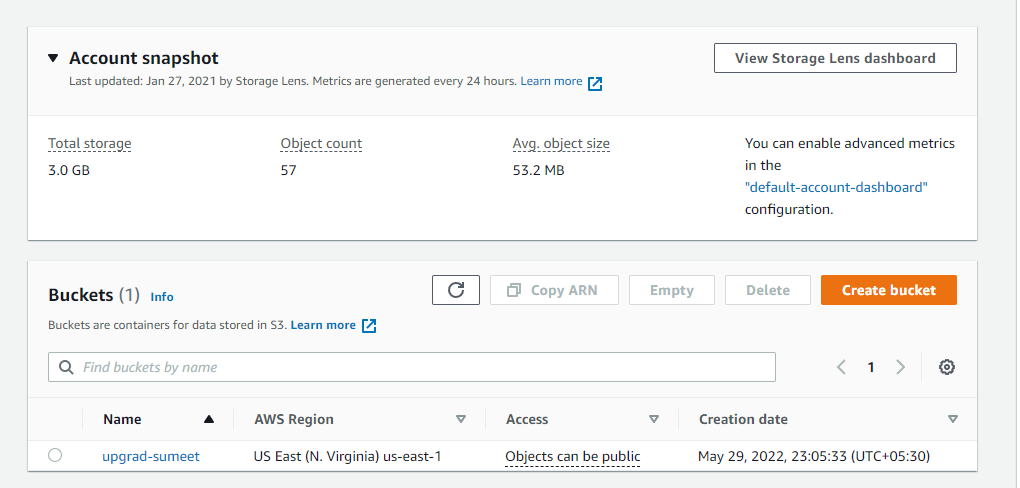 Account snapshot
View Storage Lens dashboard
Last updated: Jan 27, 2021 by Storage Lens. Metrics are generated every 24 hours. Learn more
Total storage
3.0 GB
Object count
57
Avg. object size
53.2 MB
You can enable advanced metrics
in the
"default-account-dashboard"
configuration.
Buckets (1) Info
Copy ARN
Empty
Delete
Create bucket
Buckets are containers for data stored in S3. Learn more
Find buckets by name
1
Name AWS Region Access Creation date
upgrad-sumeet US East (N. Virginia) us-east-1 Objects can be public May 29, 2022, 23:05:33 (UTC+05:30)